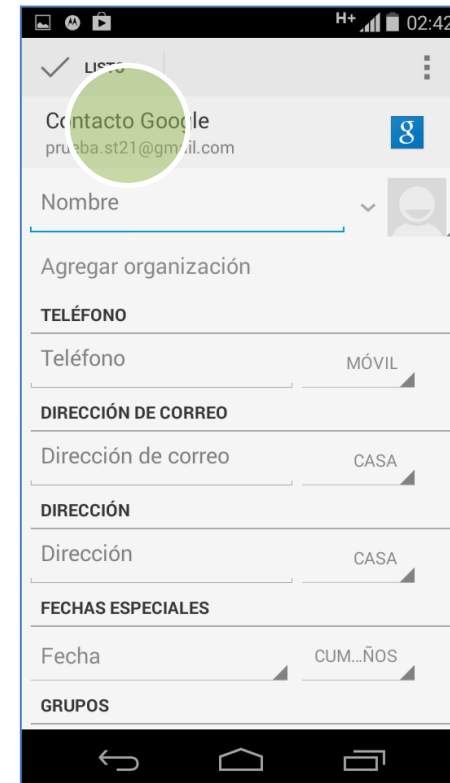 H+ 02:42
LISTO
Contacto Google
prueba.st21@gmail.com
g
Nombre
Agregar organización
TELÉFONO
Teléfono MÓVIL
DIRECCIÓN DE CORREO
Dirección de correo CASA
DIRECCIÓN
Dirección CASA
FECHAS ESPECIALES
Fecha CUM...ÑOS
GRUPOS